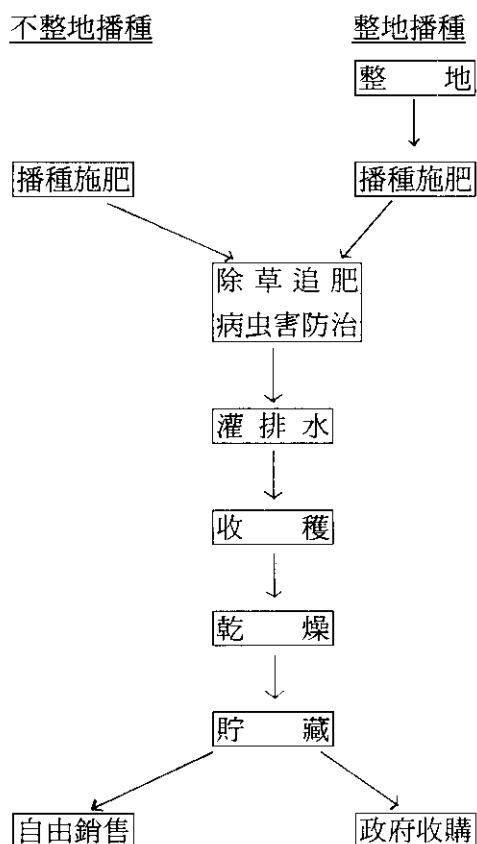 不整地播種 整地播種
整地
播種施肥 播種施肥
除草追肥
病虫害防治
灌排水
收穫
乾燥
貯藏
自由銷售 政府收購